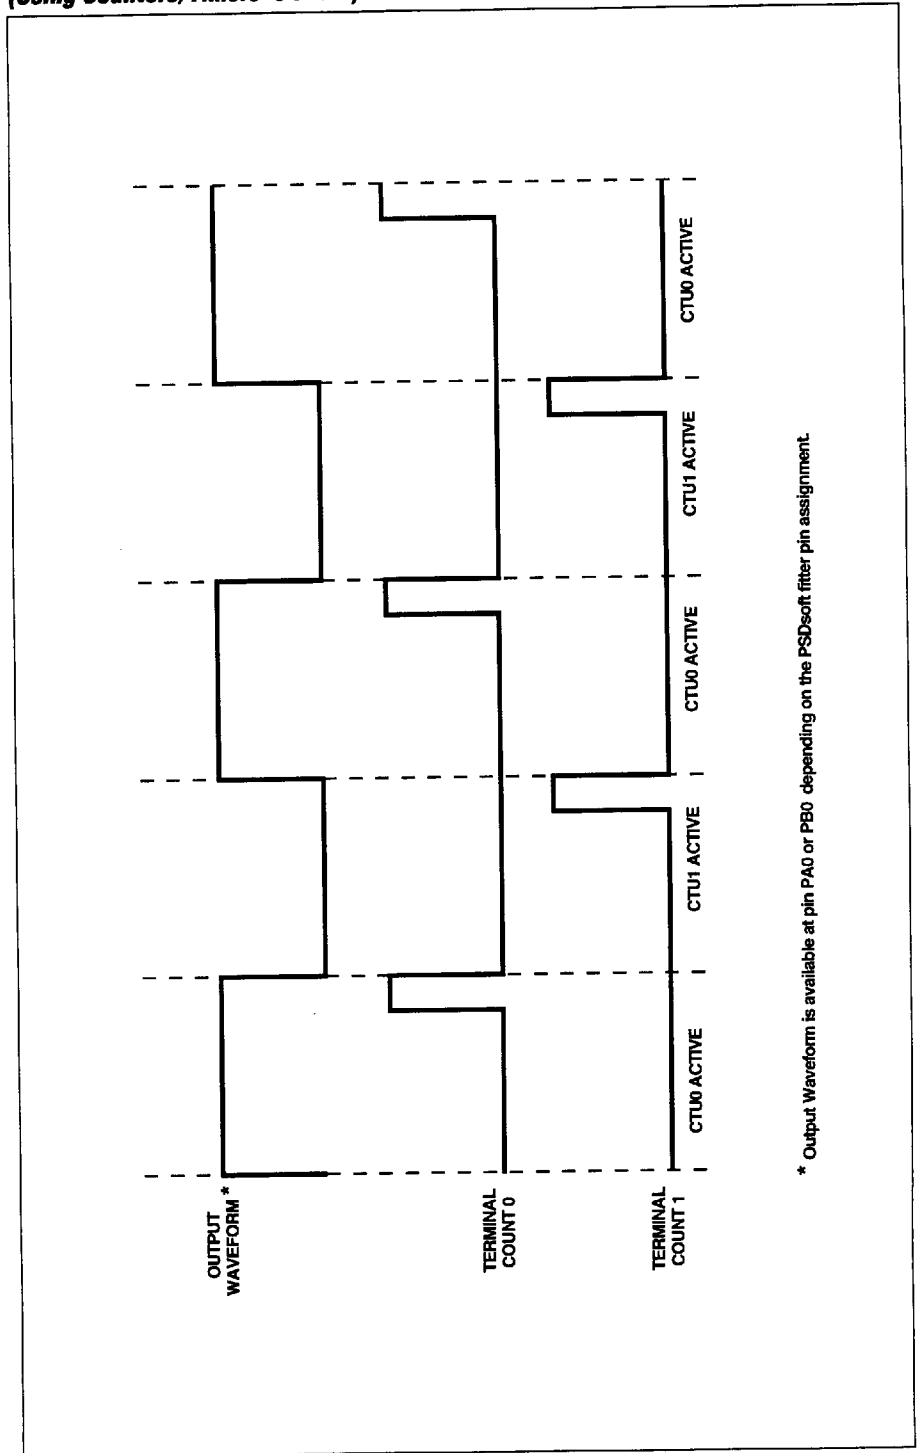 OUTPUT
WAVEFORM *
TERMINAL
COUNT 0
TERMINAL
COUNT 1
CTU0 ACTIVE
CTU1 ACTIVE
CTU0 ACTIVE
CTU1 ACTIVE
CTU0 ACTIVE
* Output Waveform is available at pin PA0 or PB0 depending on the PSDsoft fitter pin assignment.